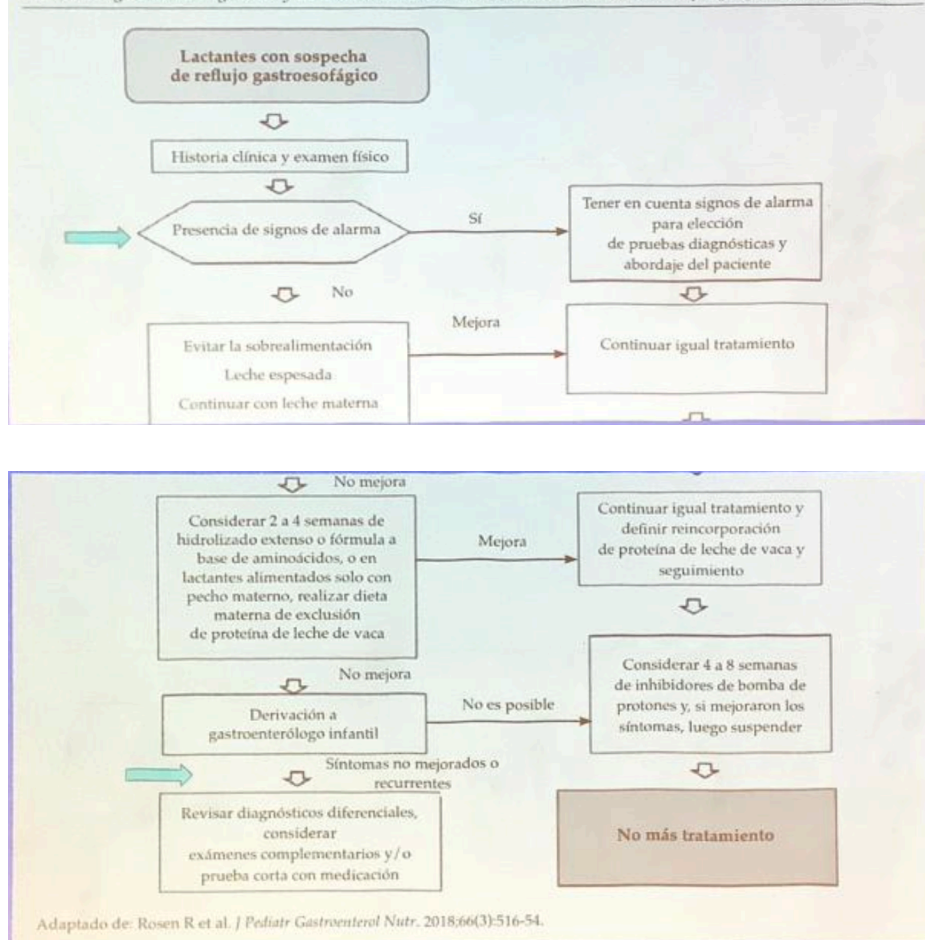 Lactantes con sospecha
de reflujo gastroesofágico
Historia clínica y examen físico
Presencia de signos de alarma
Sí
Tener en cuenta signos de alarma
para elección
de pruebas diagnósticas y
abordaje del paciente
No
Evitar la sobrealimentación
Leche espesada
Continuar con leche materna
Mejora
Continuar igual tratamiento
No mejora
Considerar 2 a 4 semanas de
hidrolizado extenso o fórmula a
base de aminoácidos, o en
lactantes alimentados solo con
pecho materno, realizar dieta
materna de exclusión
de proteína de leche de vaca
Mejora
Continuar igual tratamiento y
definir reincorporación
de proteína de leche de vaca y
seguimiento
No mejora
Derivación a
gastroenterólogo infantil
No es posible
Considerar 4 a 8 semanas
de inhibidores de bomba de
protones y, si mejoraron los
síntomas, luego suspender
Síntomas no mejorados o
recurrentes
Revisar diagnósticos diferenciales,
considerar
exámenes complementarios y/o
prueba corta con medicación
No más tratamiento
Adaptado de: Rosen R et al. J Pediatr Gastroenterol Nutr. 2018;66(3):516-54.